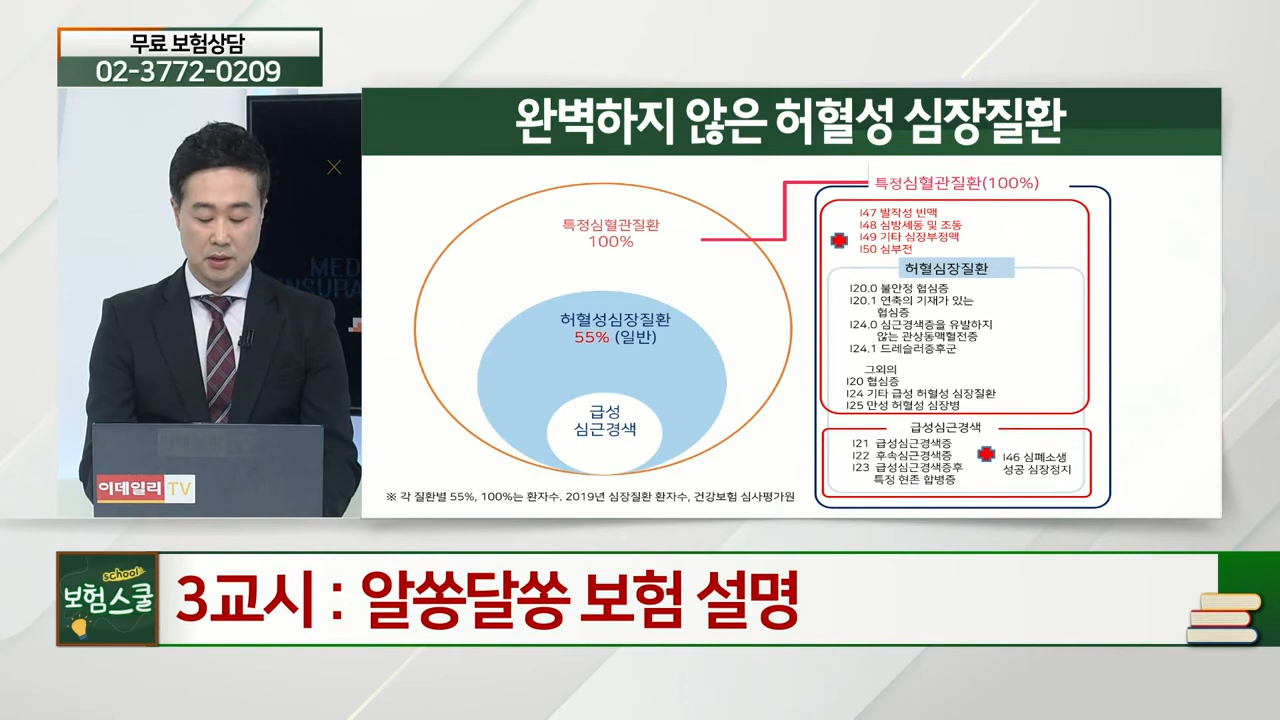 무료 보험상담
02-3772-0209
완벽하지 않은 허혈성 심장질환
특정심혈관질환
100%
허혈성심장질환
55% (일반)
급성
심근경색
※ 각 질환별 55%, 100%는 환자수. 2019년 심장질환 환자수, 건강보험 심사평가원
특정심혈관질환(100%)
I47 발작성 빈맥
I48 심방세동 및 조동
I49 기타 심장부정맥
I50 심부전
허혈심장질환
I20.0 불안정 협심증
I20.1 연축의 기재가 있는
협심증
I24.0 심근경색증을 유발하지
않는 관상동맥혈전증
I24.1 드레슬러증후군
그외의
I20 협심증
I24 기타 급성 허혈성 심장질환
I25 만성 허혈성 심장병
급성심근경색
I21 급성심근경색증
I22 후속심근경색증
I23 급성심근경색증후
특정 현존 합병증
I46 심폐소생
성공 심장정지
이데일리TV
school
보험스쿨
3교시 : 알쏭달쏭 보험 설명